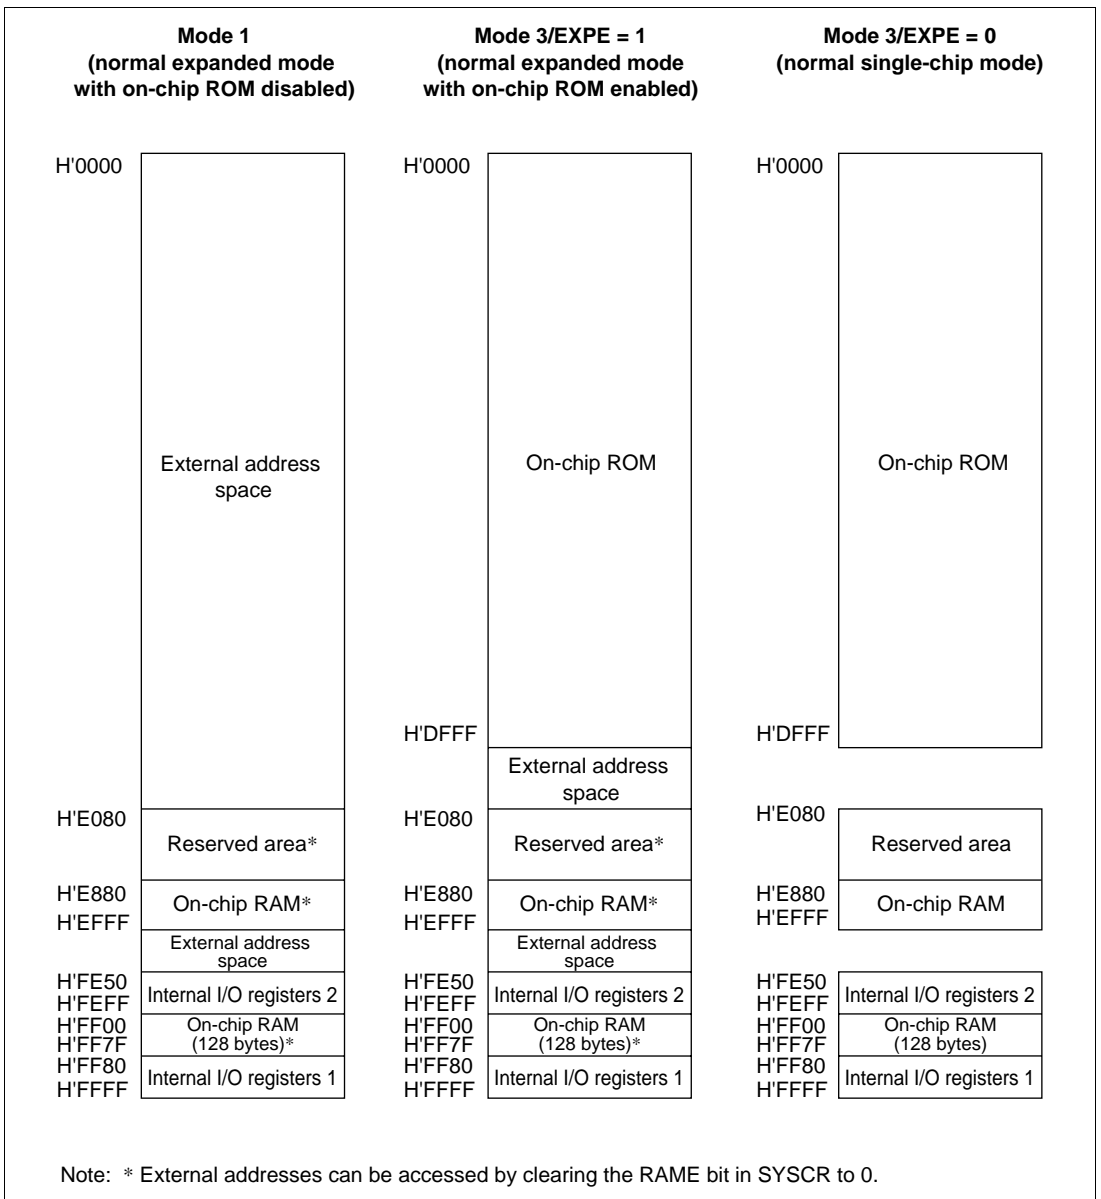 Mode 1
(normal expanded mode
with on-chip ROM disabled)
H'0000
External address
space
H'E080
Reserved area*
H'E880
On-chip RAM*
H'EFFF
External address
space
H'FE50
Internal I/O registers 2
H'FEFF
H'FF00
On-chip RAM
(128 bytes)*
H'FF7F
H'FF80
Internal I/O registers 1
H'FFFF
Mode 3/EXPE = 1
(normal expanded mode
with on-chip ROM enabled)
H'0000
On-chip ROM
H'DFFF
External address
space
H'E080
Reserved area*
H'E880
On-chip RAM*
H'EFFF
External address
space
H'FE50
Internal I/O registers 2
H'FEFF
H'FF00
On-chip RAM
(128 bytes)*
H'FF7F
H'FF80
Internal I/O registers 1
H'FFFF
Mode 3/EXPE = 0
(normal single-chip mode)
H'0000
On-chip ROM
H'DFFF
H'E080
Reserved area
H'E880
On-chip RAM
H'EFFF
H'FE50
Internal I/O registers 2
H'FEFF
H'FF00
On-chip RAM
(128 bytes)
H'FF7F
H'FF80
Internal I/O registers 1
H'FFFF
Note: * External addresses can be accessed by clearing the RAME bit in SYSCR to 0.